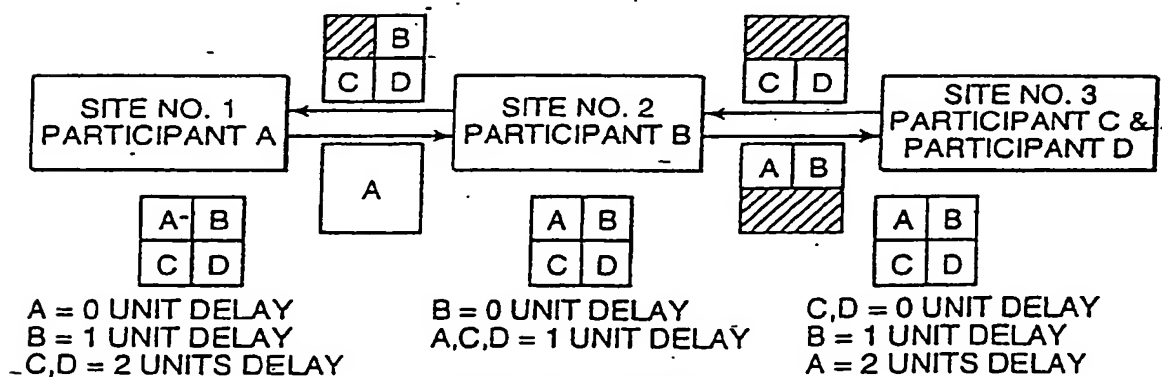 B
C D
C D
SITE NO. 1
PARTICIPANT A
SITE NO. 2
PARTICIPANT B
SITE NO. 3
PARTICIPANT C &
PARTICIPANT D
A
A B
A B
C D
A B
C D
A B
C D
A = 0 UNIT DELAY
B = 1 UNIT DELAY
C,D = 2 UNITS DELAY
B = 0 UNIT DELAY
A,C,D = 1 UNIT DELAY
C,D = 0 UNIT DELAY
B = 1 UNIT DELAY
A = 2 UNITS DELAY